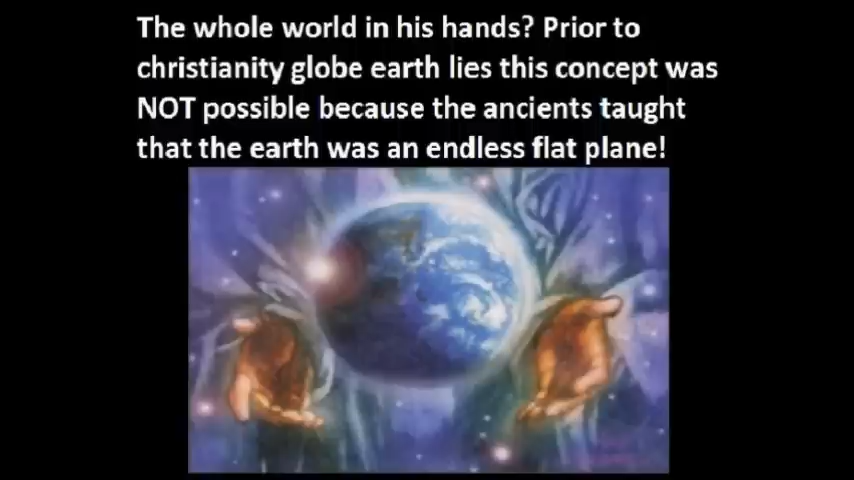 The whole world in his hands? Prior to
christianity globe earth lies this concept was
NOT possible because the ancients taught
that the earth was an endless flat plane!